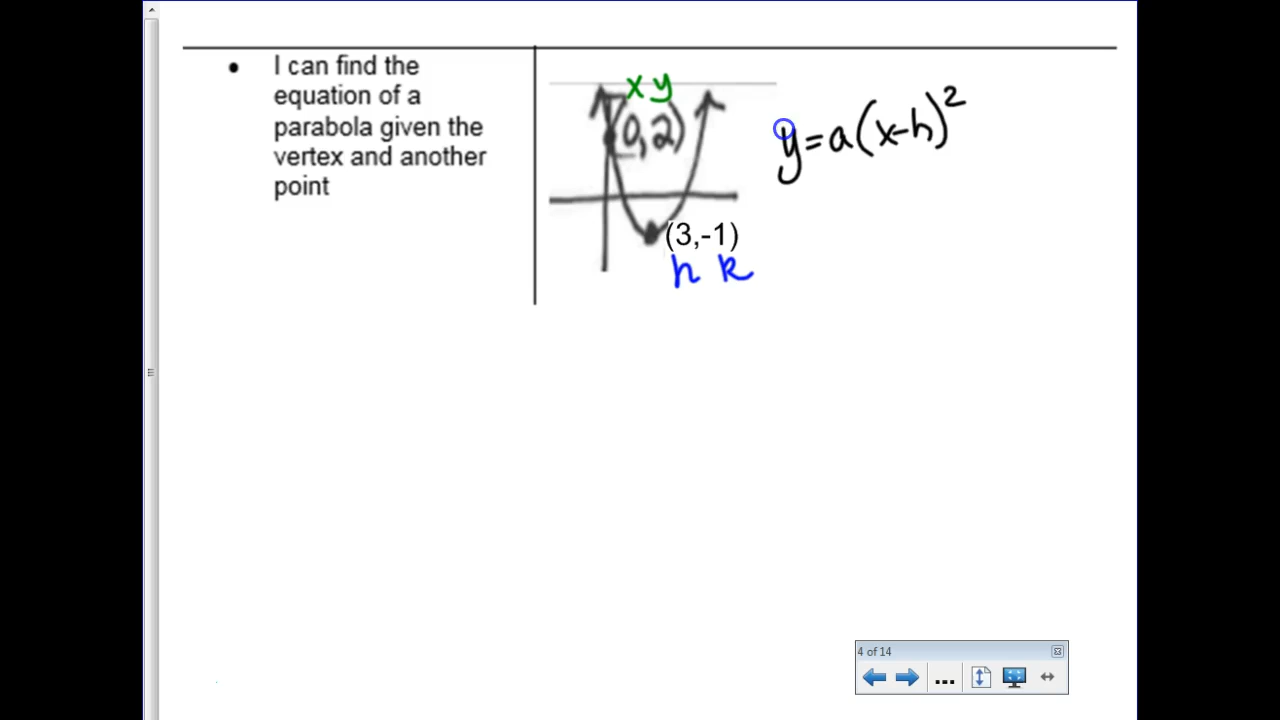 • I can find the
equation of a
parabola given the
vertex and another
point
x y
(0,2)
(3,-1)
h k
y=a(x-h)²
4 of 14
...